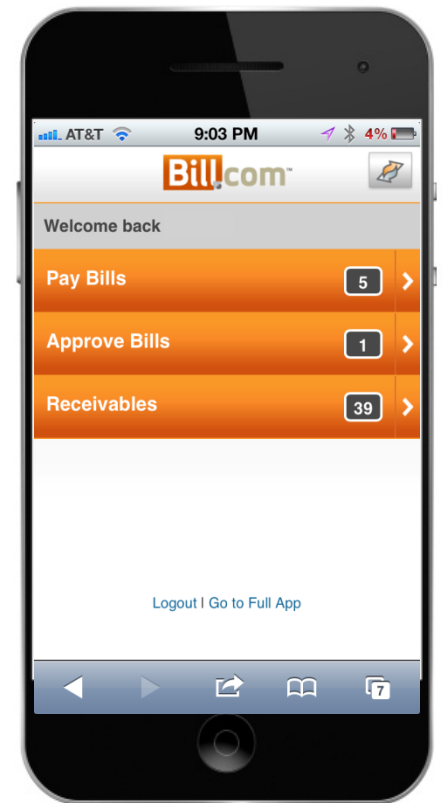 AT&T 9:03 PM 4%
Bill.com™
Welcome back
Pay Bills 5
Approve Bills 1
Receivables 39
Logout | Go to Full App
7